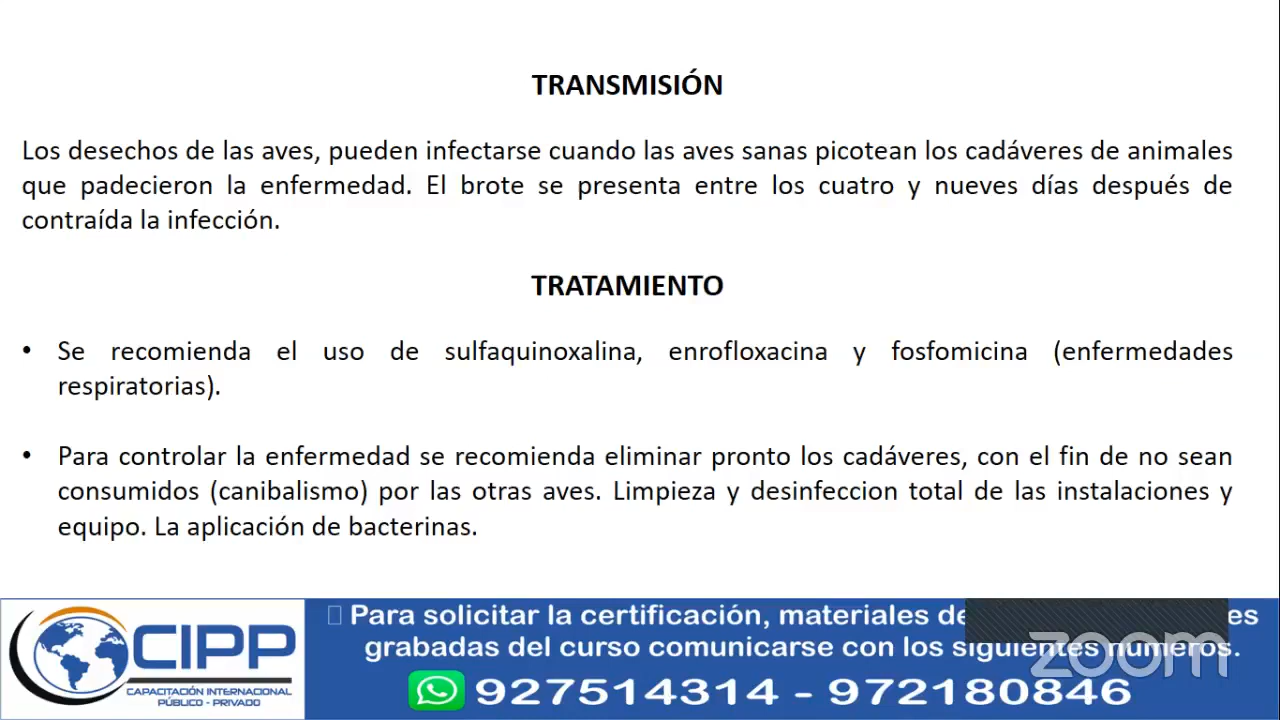 TRANSMISIÓN
Los desechos de las aves, pueden infectarse cuando las aves sanas picotean los cadáveres de animales
que padecieron la enfermedad. El brote se presenta entre los cuatro y nueves días después de
contraída la infección.
TRATAMIENTO
• Se recomienda el uso de sulfaquinoxalina, enrofloxacina y fosfomicina (enfermedades
respiratorias).
• Para controlar la enfermedad se recomienda eliminar pronto los cadáveres, con el fin de no sean
consumidos (canibalismo) por las otras aves. Limpieza y desinfeccion total de las instalaciones y
equipo. La aplicación de bacterinas.
CIPP
CAPACITACIÓN INTERNACIONAL
PÚBLICO - PRIVADO
Para solicitar la certificación, materiales
grabadas del curso comunicarse con los siguientes números.
927514314 - 972180846
zoom